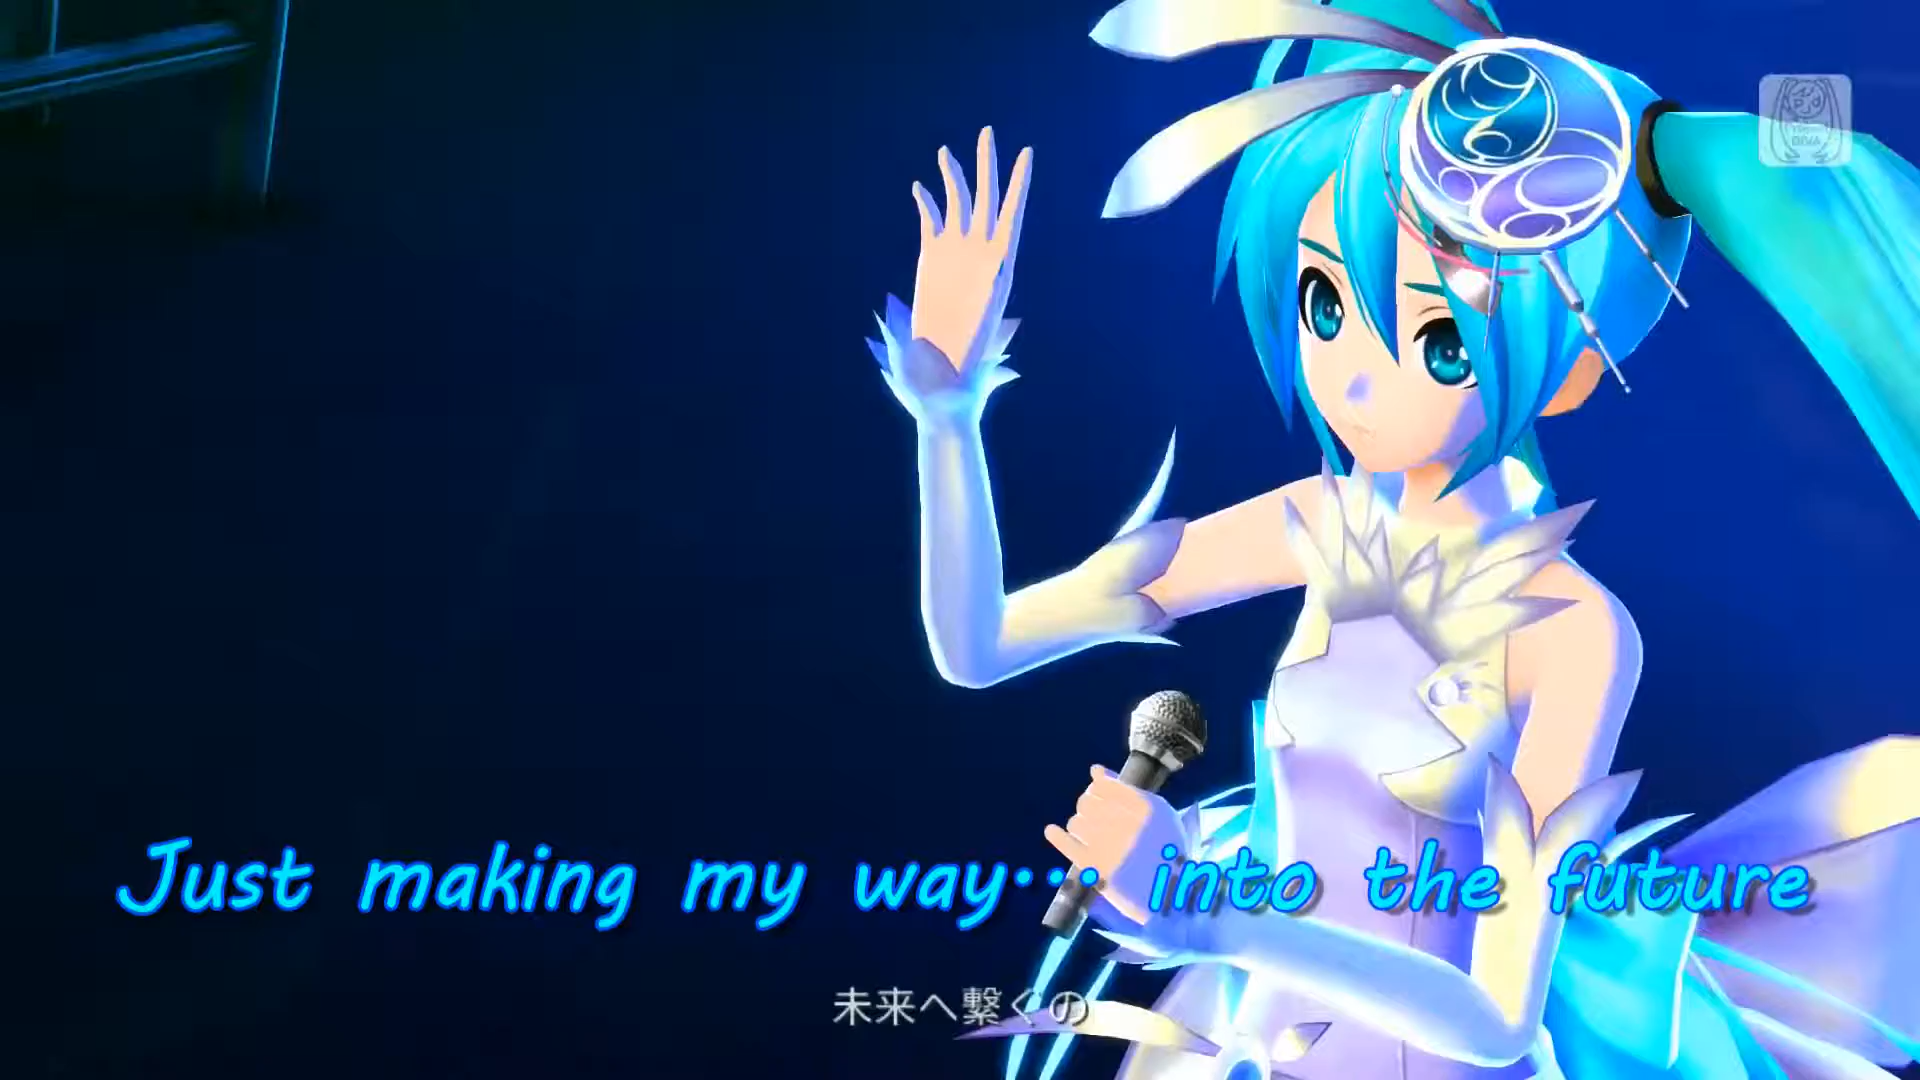 Just making my way… into the future
未来へ繋ぐの